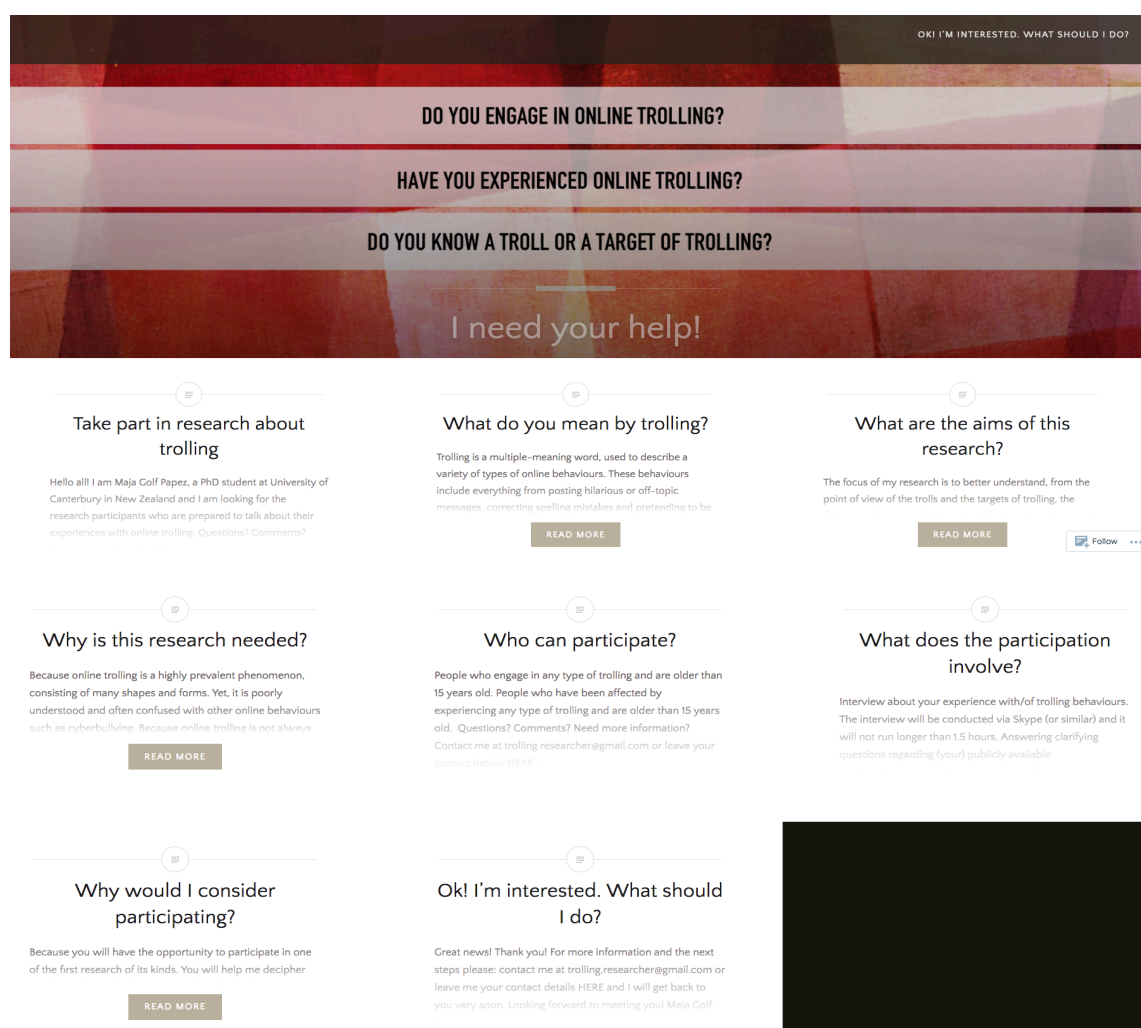 OK! I'M INTERESTED. WHAT SHOULD I DO?
DO YOU ENGAGE IN ONLINE TROLLING?
HAVE YOU EXPERIENCED ONLINE TROLLING?
DO YOU KNOW A TROLL OR A TARGET OF TROLLING?
I need your help!
Take part in research about
trolling
Hello all! I am Maja Golf Papez, a PhD student at University of
Canterbury in New Zealand and I am looking for the
research participants who are prepared to talk about their
experiences with online trolling. Questions? Comments?
What do you mean by trolling?
Trolling is a multiple-meaning word, used to describe a
variety of types of online behaviours. These behaviours
include everything from posting hilarious or off-topic
messages, correcting spelling mistakes and pretending to be
READ MORE
What are the aims of this
research?
The focus of my research is to better understand, from the
point of view of the trolls and the targets of trolling, the
READ MORE
Follow
Why is this research needed?
Because online trolling is a highly prevalent phenomenon,
consisting of many shapes and forms. Yet, it is poorly
understood and often confused with other online behaviours
such as cyberbullying. Because online trolling is not always
READ MORE
Who can participate?
People who engage in any type of trolling and are older than
15 years old. People who have been affected by
experiencing any type of trolling and are older than 15 years
old. Questions? Comments? Need more information?
Contact me at trolling.researcher@gmail.com or leave your
contact details HERE
What does the participation
involve?
Interview about your experience with/of trolling behaviours.
The interview will be conducted via Skype (or similar) and it
will not run longer than 1.5 hours. Answering clarifying
questions regarding (your) publicly available
Why would I consider
participating?
Because you will have the opportunity to participate in one
of the first research of its kinds. You will help me decipher
READ MORE
Ok! I'm interested. What should
I do?
Great news! Thank you! For more information and the next
steps please: contact me at trolling.researcher@gmail.com or
leave me your contact details HERE and I will get back to
you very soon. Looking forward to meeting you! Maja Golf